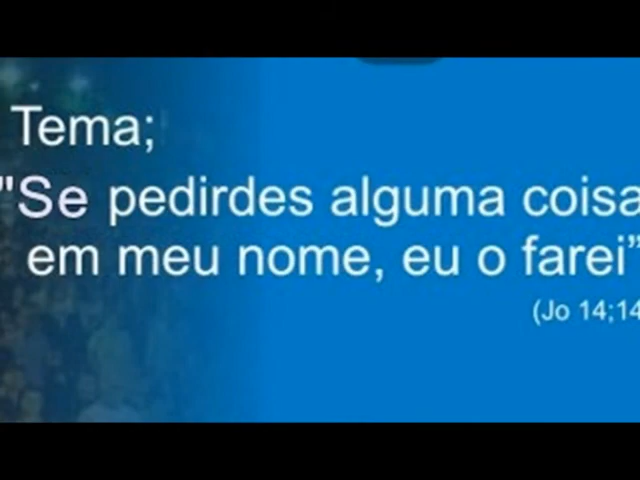 Tema;
"Se pedirdes alguma coisa
em meu nome, eu o farei”
(Jo 14;14